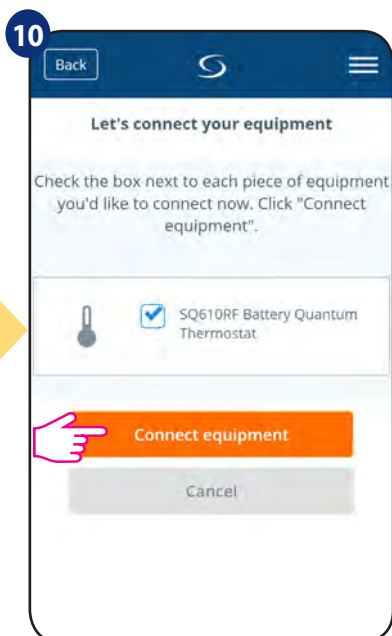 10
Back
Let's connect your equipment
Check the box next to each piece of equipment
you'd like to connect now. Click "Connect
equipment".
SQ610RF Battery Quantum
Thermostat
Connect equipment
Cancel